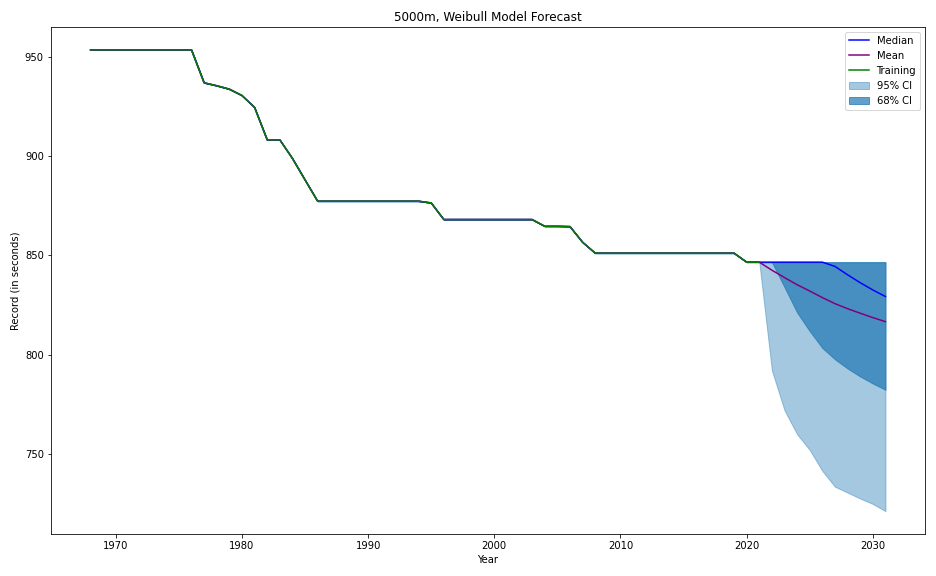 5000m, Weibull Model Forecast
Median
Mean
Training
95% CI
68% CI
950
900
850
800
750
Record (in seconds)
1970 1980 1990 2000 2010 2020 2030
Year